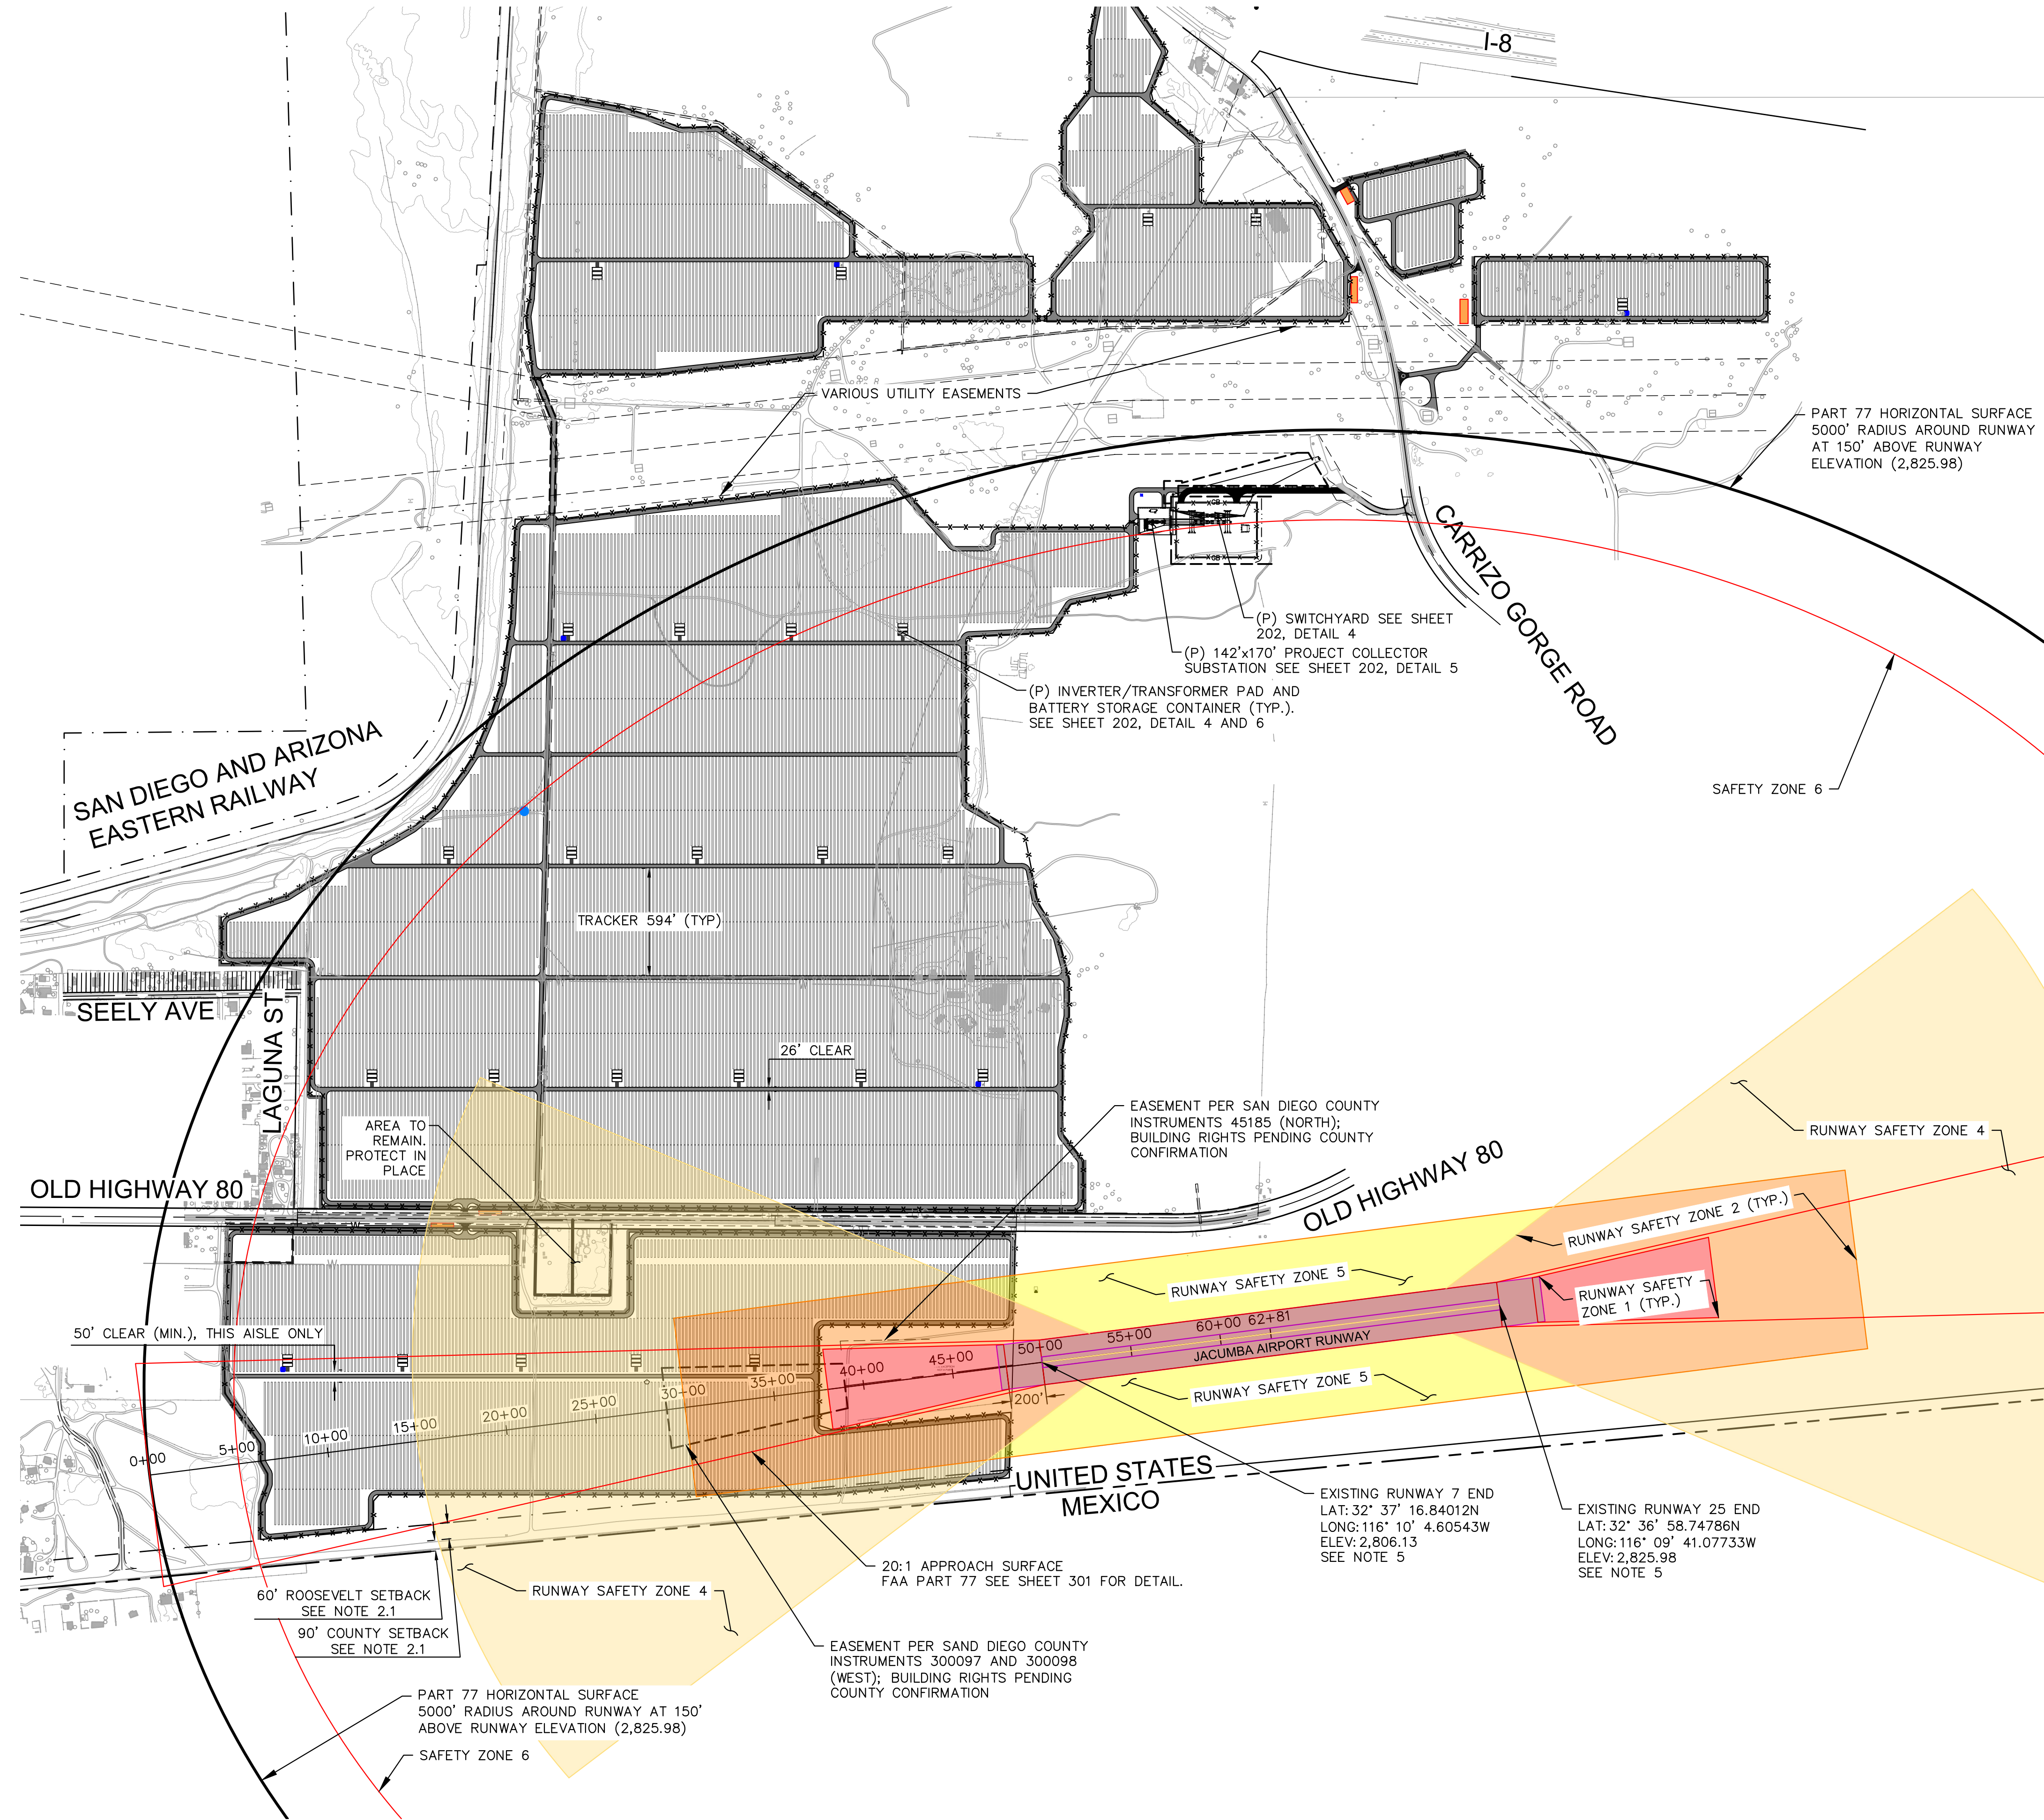 I-8
VARIOUS UTILITY EASEMENTS
PART 77 HORIZONTAL SURFACE
5000' RADIUS AROUND RUNWAY
AT 150' ABOVE RUNWAY
ELEVATION (2,825.98)
CB
CB
CARRIZO GORGE ROAD
(P) SWITCHYARD SEE SHEET
202, DETAIL 4
(P) 142'x170' PROJECT COLLECTOR
SUBSTATION SEE SHEET 202, DETAIL 5
(P) INVERTER/TRANSFORMER PAD AND
BATTERY STORAGE CONTAINER (TYP.).
SEE SHEET 202, DETAIL 4 AND 6
SAN DIEGO AND ARIZONA
EASTERN RAILWAY
SAFETY ZONE 6
TRACKER 594' (TYP)
SEELY AVE
LAGUNA ST
26' CLEAR
AREA TO
REMAIN.
PROTECT IN
PLACE
EASEMENT PER SAN DIEGO COUNTY
INSTRUMENTS 45185 (NORTH);
BUILDING RIGHTS PENDING COUNTY
CONFIRMATION
RUNWAY SAFETY ZONE 4
OLD HIGHWAY 80
OLD HIGHWAY 80
RUNWAY SAFETY ZONE 2 (TYP.)
RUNWAY SAFETY ZONE 5
RUNWAY SAFETY
ZONE 1 (TYP.)
50' CLEAR (MIN.), THIS AISLE ONLY
0+00
5+00
10+00
15+00
20+00
25+00
30+00
35+00
40+00
45+00
50+00
55+00
60+00
62+81
JACUMBA AIRPORT RUNWAY
RUNWAY SAFETY ZONE 5
200'
UNITED STATES
MEXICO
EXISTING RUNWAY 7 END
LAT: 32° 37' 16.84012N
LONG: 116° 10' 4.60543W
ELEV: 2,806.13
SEE NOTE 5
EXISTING RUNWAY 25 END
LAT: 32° 36' 58.74786N
LONG: 116° 09' 41.07733W
ELEV: 2,825.98
SEE NOTE 5
20:1 APPROACH SURFACE
FAA PART 77 SEE SHEET 301 FOR DETAIL.
RUNWAY SAFETY ZONE 4
60' ROOSEVELT SETBACK
SEE NOTE 2.1
90' COUNTY SETBACK
SEE NOTE 2.1
EASEMENT PER SAND DIEGO COUNTY
INSTRUMENTS 300097 AND 300098
(WEST); BUILDING RIGHTS PENDING
COUNTY CONFIRMATION
PART 77 HORIZONTAL SURFACE
5000' RADIUS AROUND RUNWAY AT 150'
ABOVE RUNWAY ELEVATION (2,825.98)
SAFETY ZONE 6